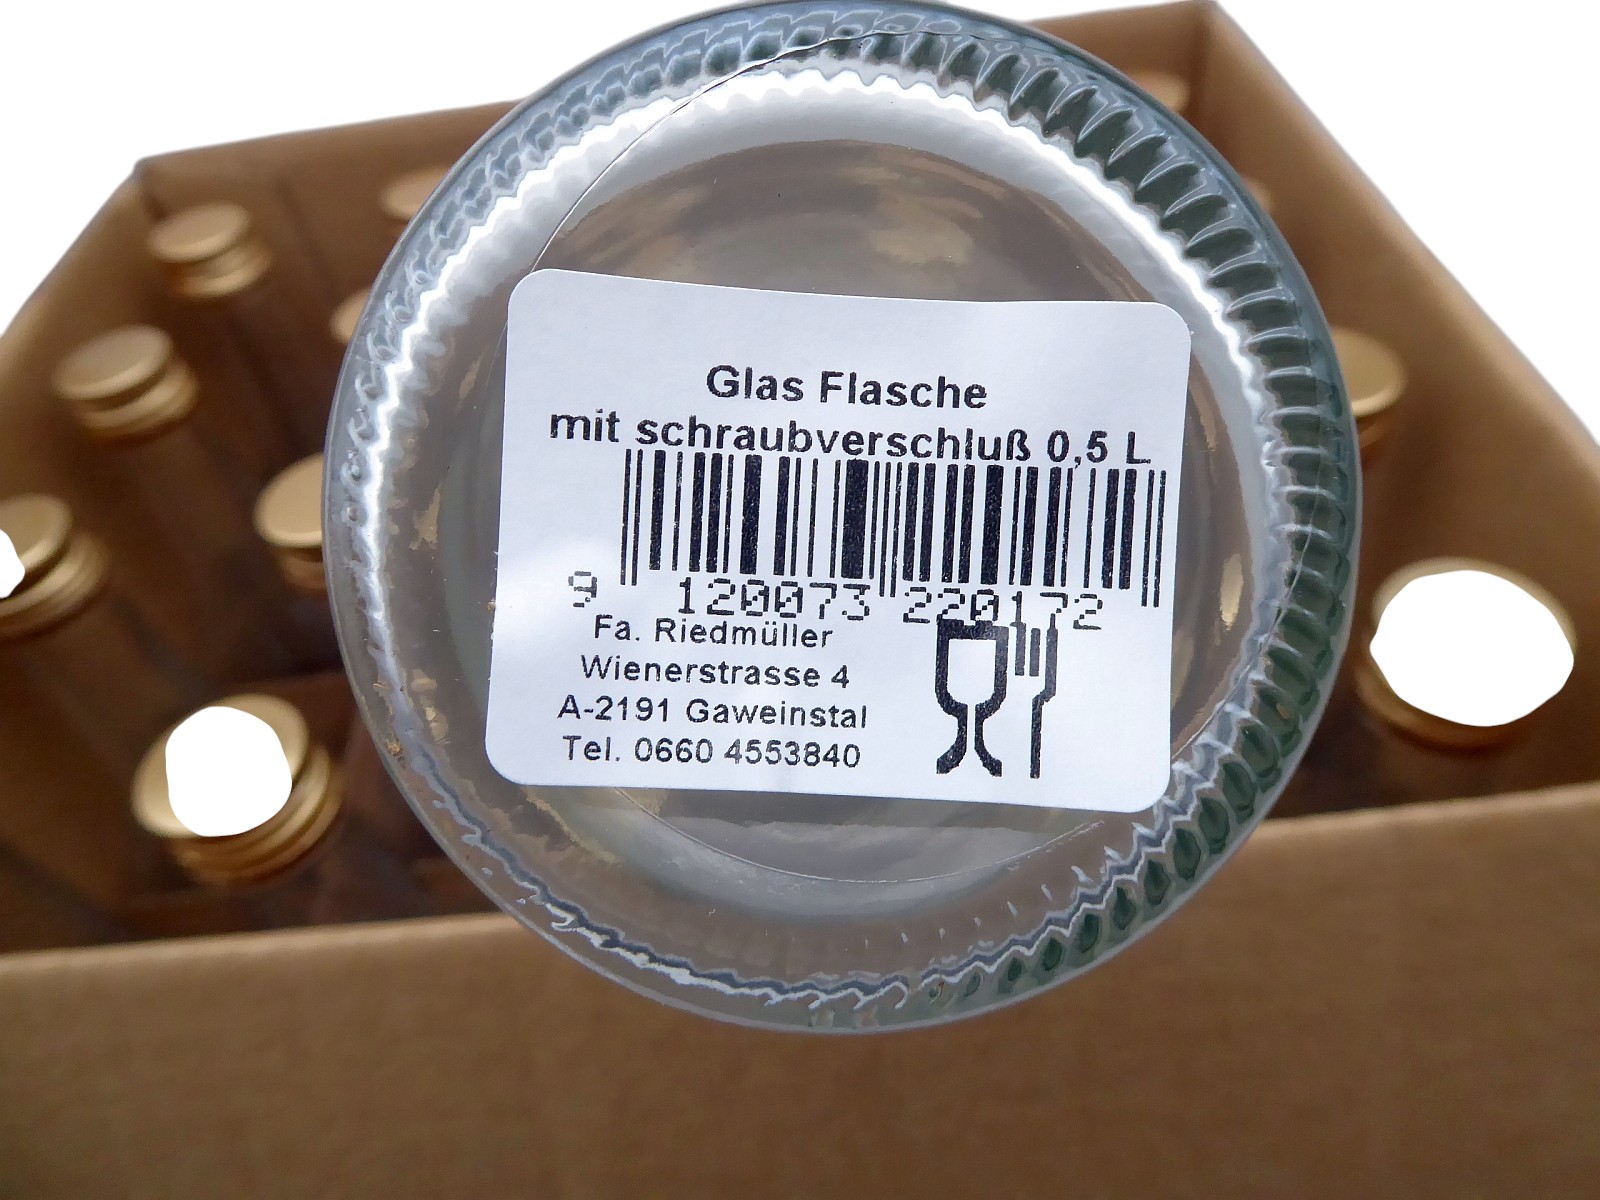 Glas Flasche
mit schraubverschluß 0,5 L
9 120073 220172
Fa. Riedmüller
Wienerstrasse 4
A-2191 Gaweinstal
Tel. 0660 4553840